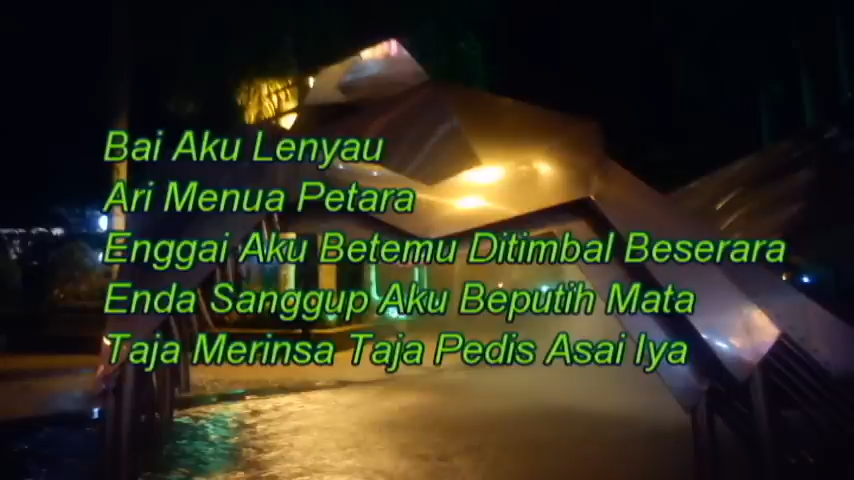 Bai Aku Lenyau
Ari Menua Petara
Enggai Aku Betemu Ditimbal Beserara
Enda Sanggup Aku Beputih Mata
Taja Merinsa Taja Pedis Asai Iya